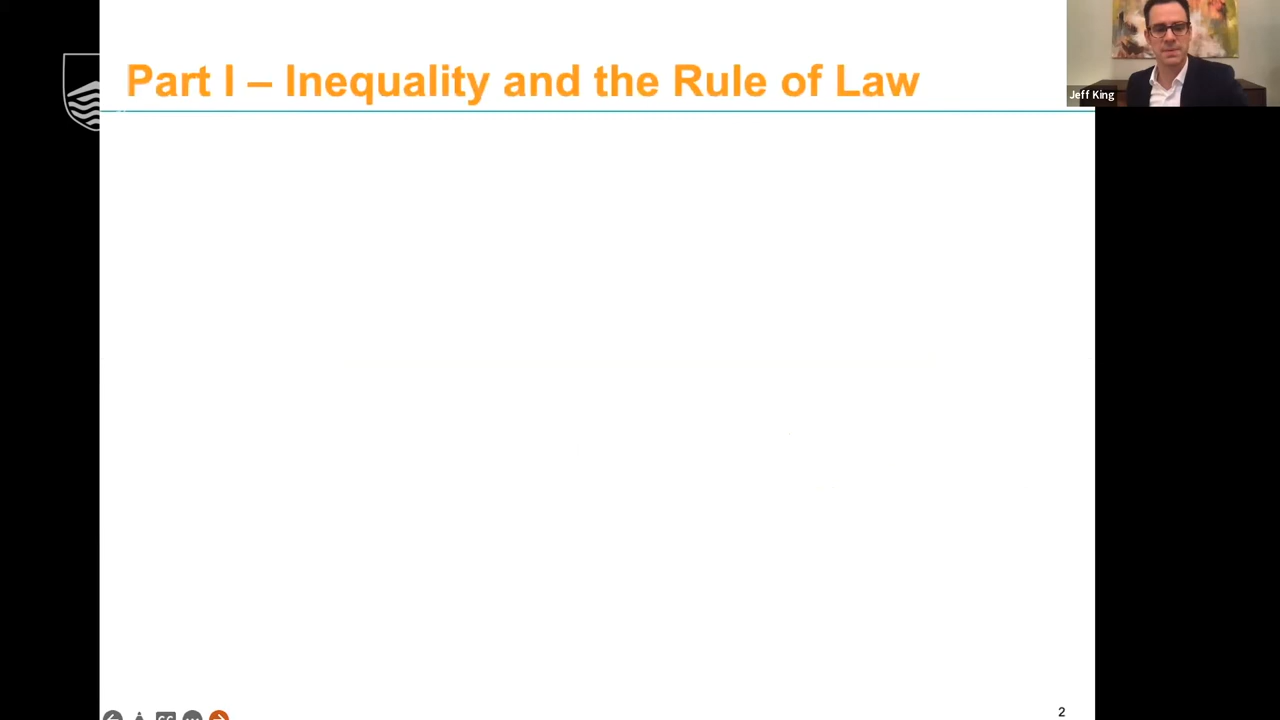 Part I – Inequality and the Rule of Law
Jeff King
2